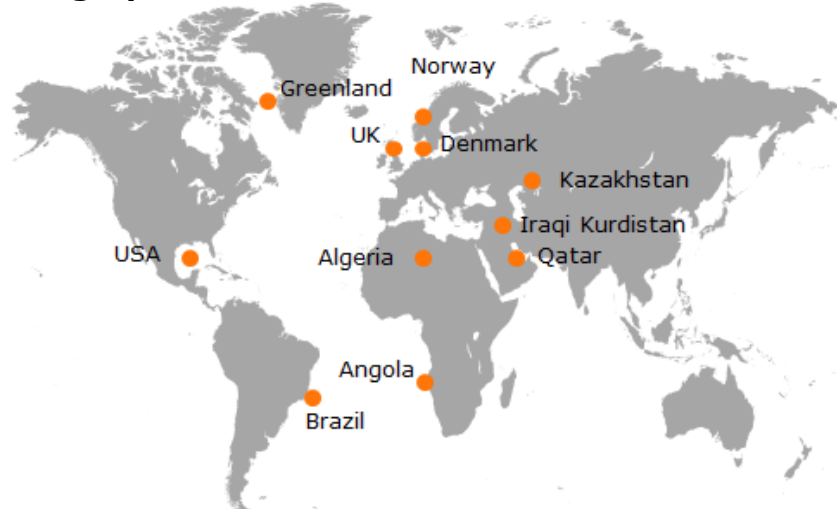 Norway
Greenland
UK
Denmark
Kazakhstan
Iraqi Kurdistan
USA
Algeria
Qatar
Angola
Brazil